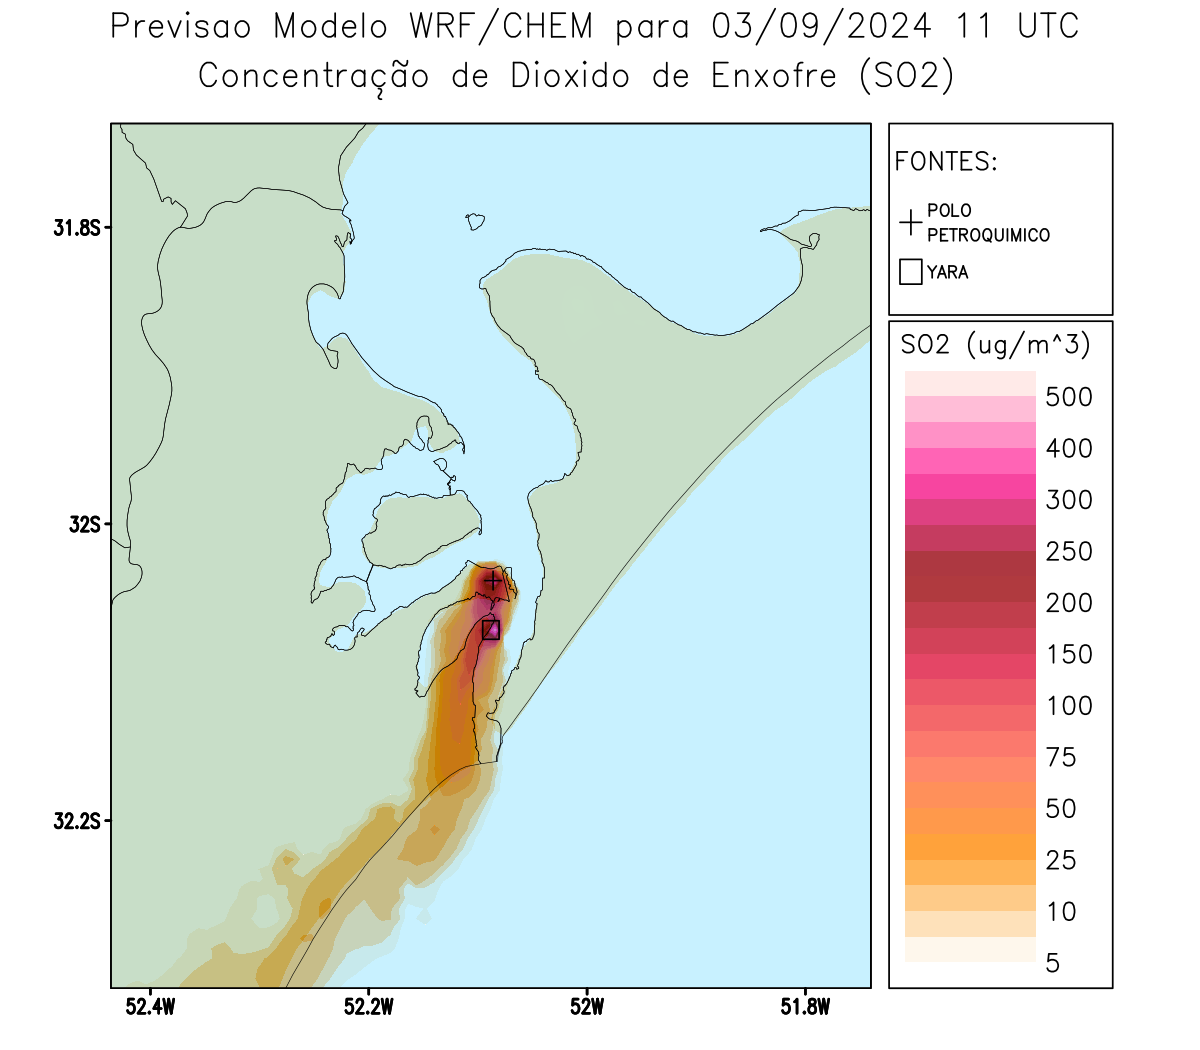 Previsao Modelo WRF/CHEM para 03/09/2024 11 UTC
Concentração de Dioxido de Enxofre (SO2)
FONTES:
POLO
PETROQUIMICO
YARA
SO2 (ug/m^3)
500
400
300
250
200
150
100
75
50
25
10
5
31.8S
32S
32.2S
52.4W 52.2W 52W 51.8W